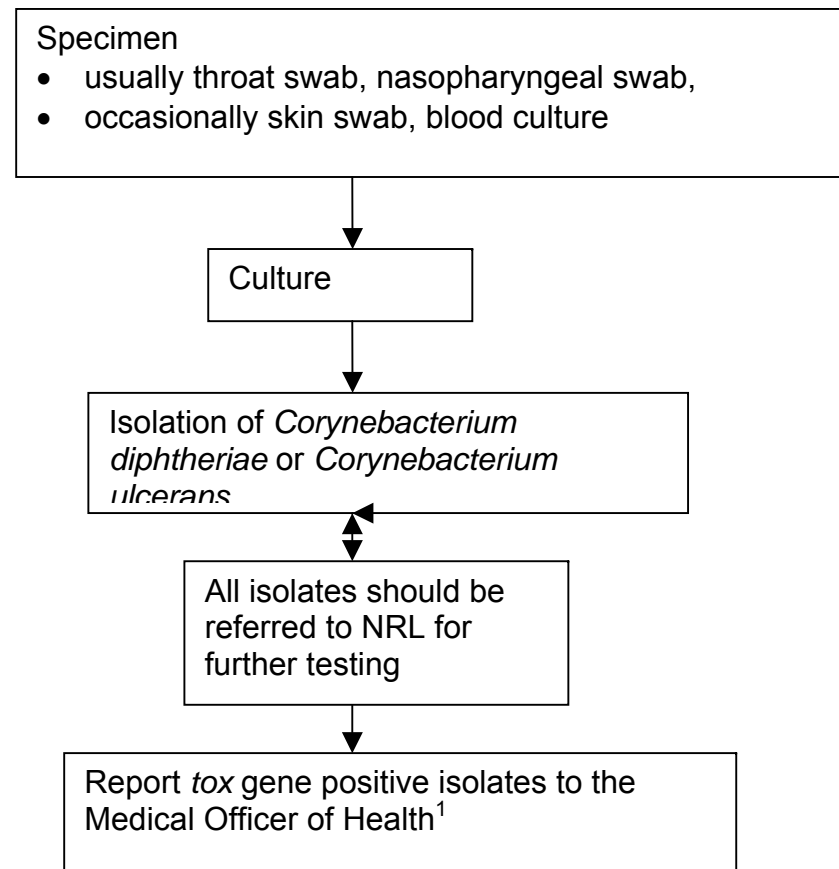 Specimen
• usually throat swab, nasopharyngeal swab,
• occasionally skin swab, blood culture
Culture
Isolation of Corynebacterium
diphtheriae or Corynebacterium
ulcerans
All isolates should be
referred to NRL for
further testing
Report tox gene positive isolates to the
Medical Officer of Health¹